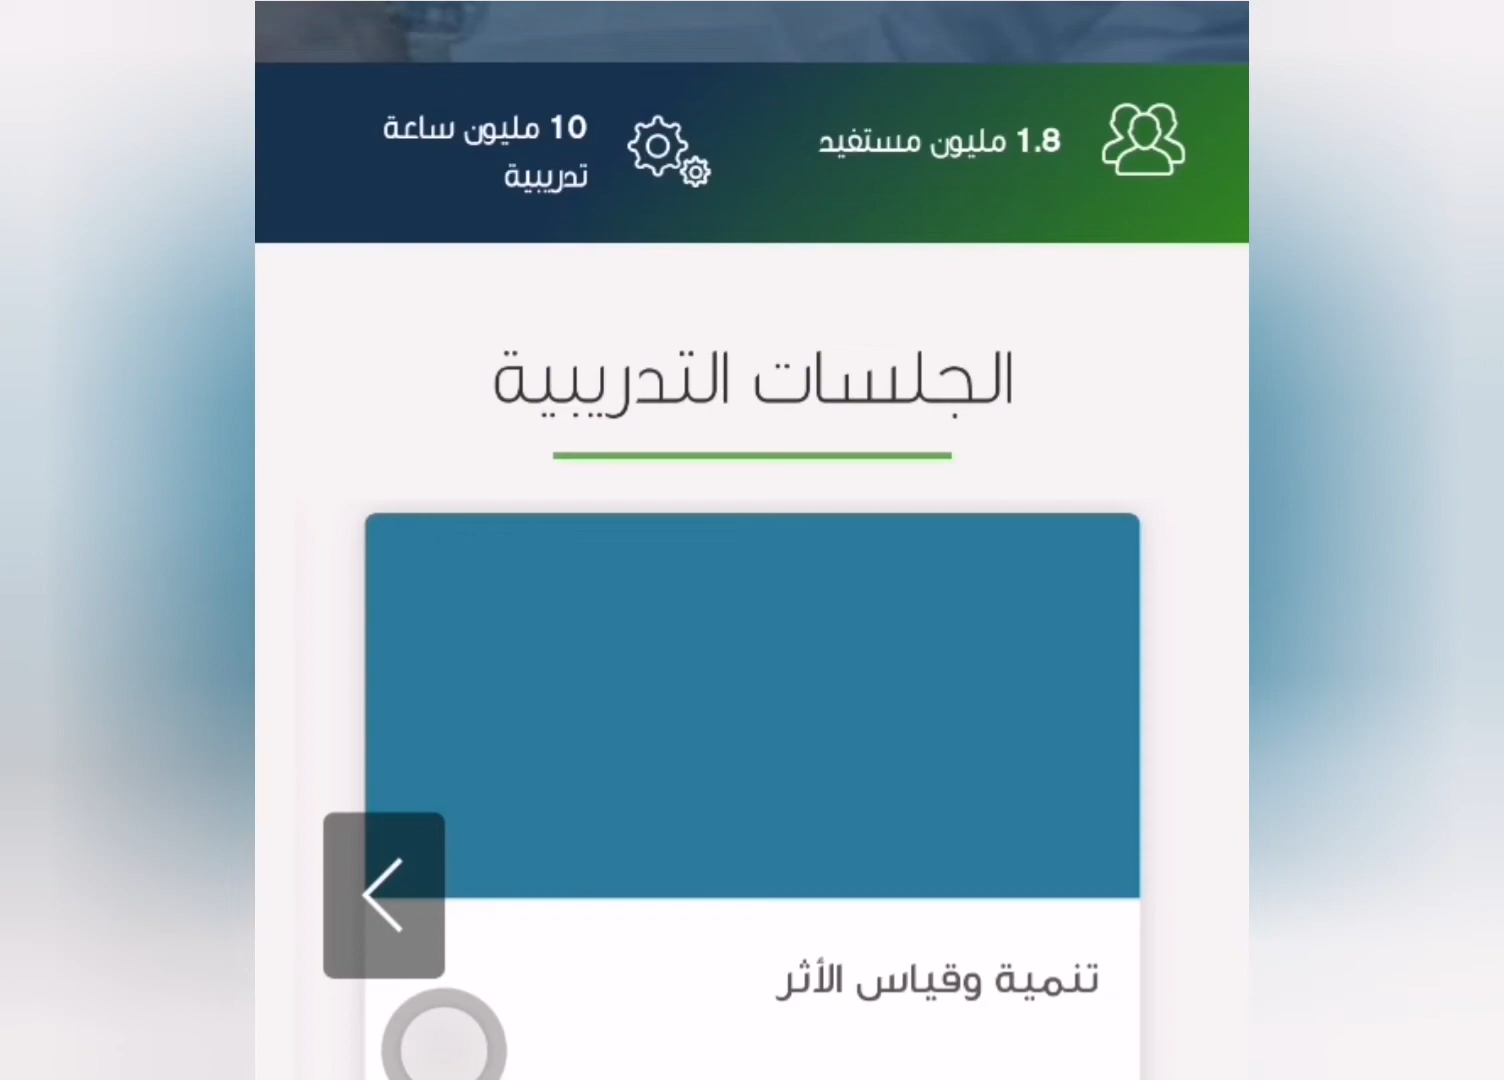 1.8 مليون مستفيد
10 مليون ساعة
تدريبية
الجلسات التدريبية
تنمية وقياس الأثر